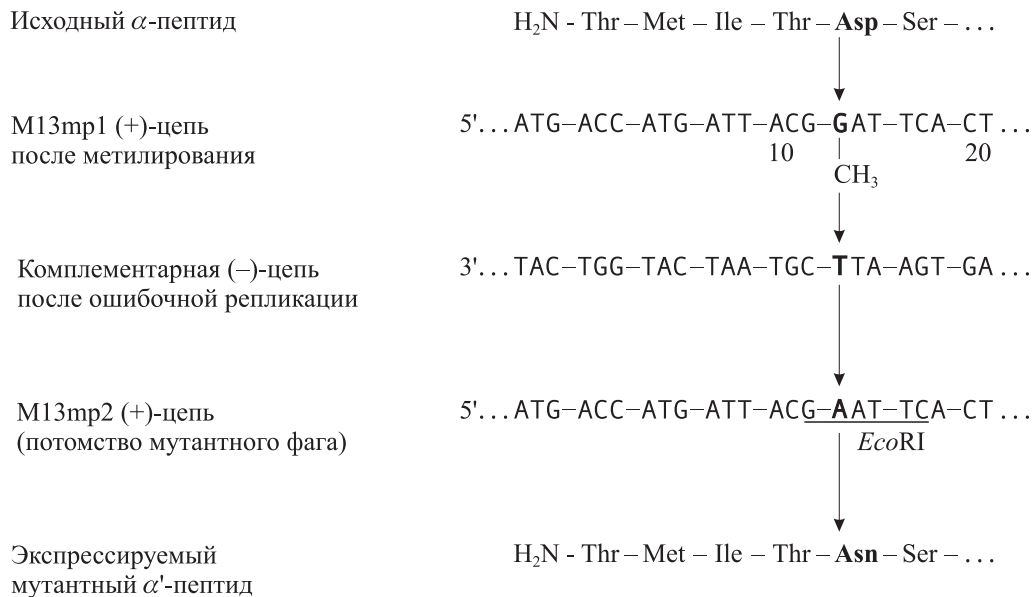 Исходный α-пептид
H₂N - Thr – Met – Ile – Thr – Asp – Ser – ...
M13mp1 (+)-цепь
после метилирования
5'...ATG–ACC–ATG–ATT–ACG–GAT–TCA–CT...
10 20
CH₃
Комплементарная (–)-цепь
после ошибочной репликации
3'...TAC–TGG–TAC–TAA–TGC–TTA–AGT–GA...
M13mp2 (+)-цепь
(потомство мутантного фага)
5'...ATG–ACC–ATG–ATT–ACG–AAT–TCA–CT...
EcoRI
Экспрессируемый
мутантный α'-пептид
H₂N - Thr – Met – Ile – Thr – Asn – Ser – ...